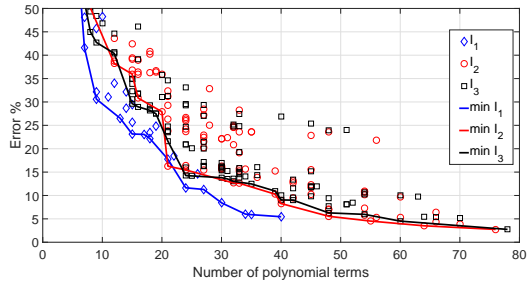 50
45
40
35
30
25
20
15
10
5
0
Error %
0 10 20 30 40 50 60 70 80
Number of polynomial terms
I₁
I₂
I₃
min I₁
min I₂
min I₃